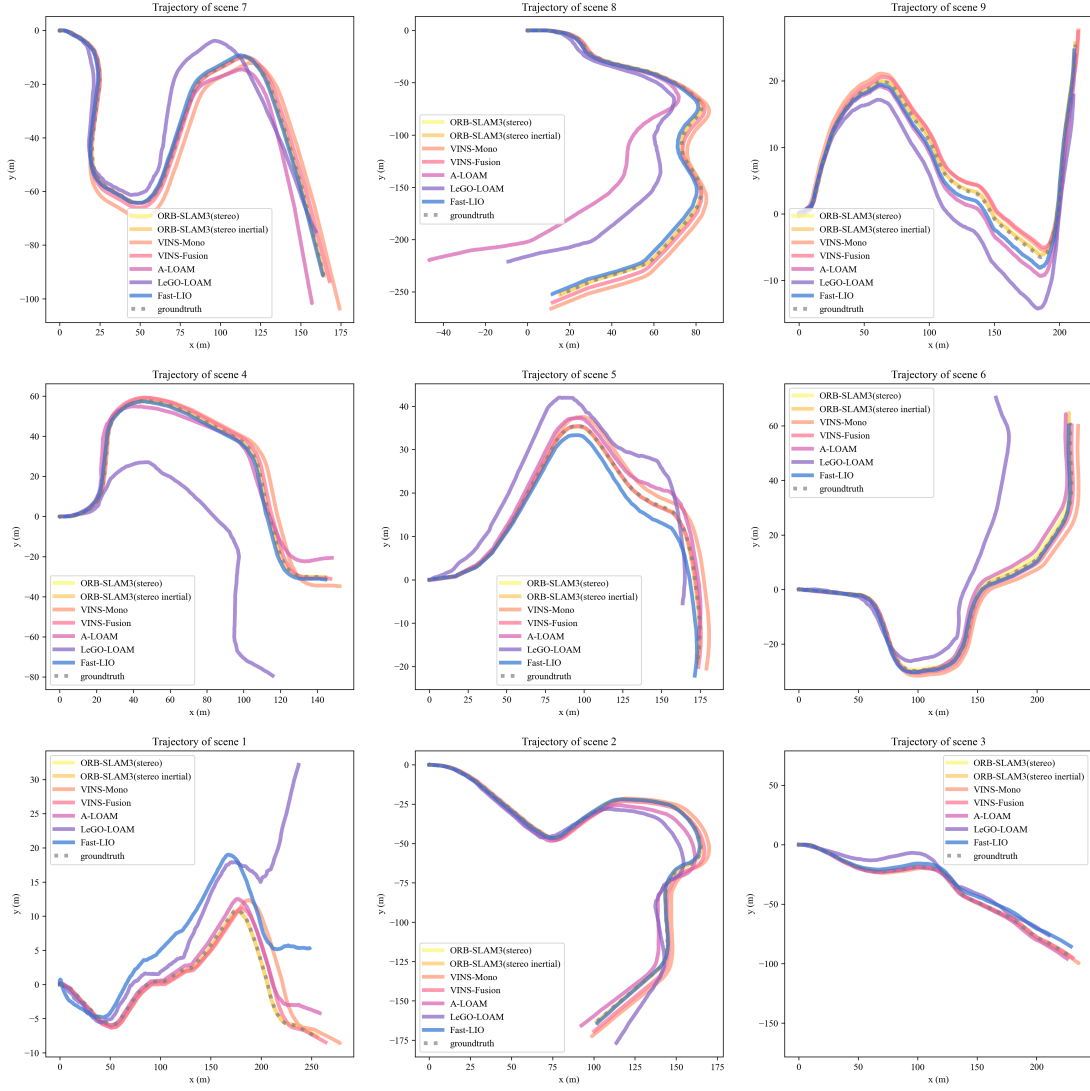 Trajectory of scene 7
0
−20
−40
−60
−80
−100
y (m)
0
25
50
75
100
125
150
175
x (m)
ORB-SLAM3(stereo)
ORB-SLAM3(stereo inertial)
VINS-Mono
VINS-Fusion
A-LOAM
LeGO-LOAM
Fast-LIO
groundtruth
Trajectory of scene 8
0
−50
−100
−150
−200
−250
y (m)
−40
−20
0
20
40
60
80
x (m)
ORB-SLAM3(stereo)
ORB-SLAM3(stereo inertial)
VINS-Mono
VINS-Fusion
A-LOAM
LeGO-LOAM
Fast-LIO
groundtruth
Trajectory of scene 9
20
10
0
−10
y (m)
0
50
100
150
200
x (m)
ORB-SLAM3(stereo)
ORB-SLAM3(stereo inertial)
VINS-Mono
VINS-Fusion
A-LOAM
LeGO-LOAM
Fast-LIO
groundtruth
Trajectory of scene 4
60
40
20
0
−20
−40
−60
−80
y (m)
0
20
40
60
80
100
120
140
x (m)
ORB-SLAM3(stereo)
ORB-SLAM3(stereo inertial)
VINS-Mono
VINS-Fusion
A-LOAM
LeGO-LOAM
Fast-LIO
groundtruth
Trajectory of scene 5
40
30
20
10
0
−10
−20
y (m)
0
25
50
75
100
125
150
175
x (m)
ORB-SLAM3(stereo)
ORB-SLAM3(stereo inertial)
VINS-Mono
VINS-Fusion
A-LOAM
LeGO-LOAM
Fast-LIO
groundtruth
Trajectory of scene 6
60
40
20
0
−20
y (m)
0
50
100
150
200
x (m)
ORB-SLAM3(stereo)
ORB-SLAM3(stereo inertial)
VINS-Mono
VINS-Fusion
A-LOAM
LeGO-LOAM
Fast-LIO
groundtruth
Trajectory of scene 1
30
25
20
15
10
5
0
−5
−10
y (m)
0
50
100
150
200
250
x (m)
ORB-SLAM3(stereo)
ORB-SLAM3(stereo inertial)
VINS-Mono
VINS-Fusion
A-LOAM
LeGO-LOAM
Fast-LIO
groundtruth
Trajectory of scene 2
0
−25
−50
−75
−100
−125
−150
−175
y (m)
0
25
50
75
100
125
150
175
x (m)
ORB-SLAM3(stereo)
ORB-SLAM3(stereo inertial)
VINS-Mono
VINS-Fusion
A-LOAM
LeGO-LOAM
Fast-LIO
groundtruth
Trajectory of scene 3
50
0
−50
−100
−150
y (m)
0
50
100
150
200
x (m)
ORB-SLAM3(stereo)
ORB-SLAM3(stereo inertial)
VINS-Mono
VINS-Fusion
A-LOAM
LeGO-LOAM
Fast-LIO
groundtruth